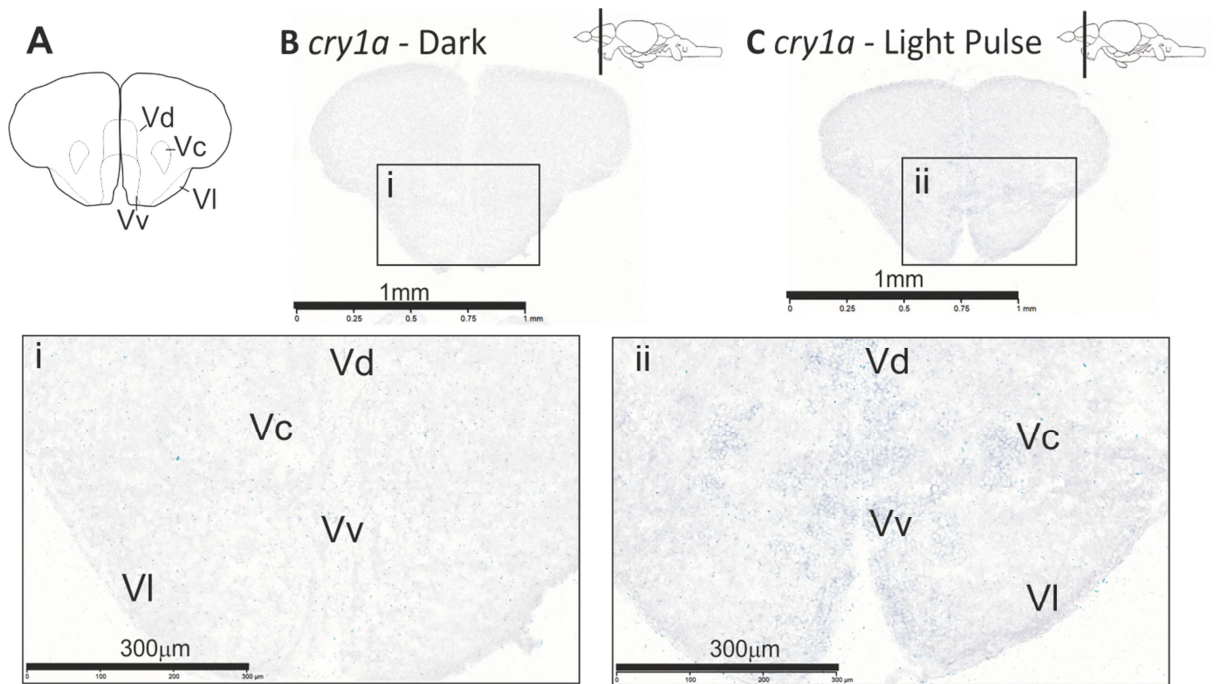 A
Vd
Vc
Vl
Vv
B cry1a - Dark
i
1mm
0 0.25 0.5 0.75 1 mm
C cry1a - Light Pulse
ii
1mm
0 0.25 0.5 0.75 1 mm
i
Vd
Vc
Vv
Vl
300µm
0 100 200 300 µm
ii
Vd
Vc
Vv
Vl
300µm
0 100 200 300 µm